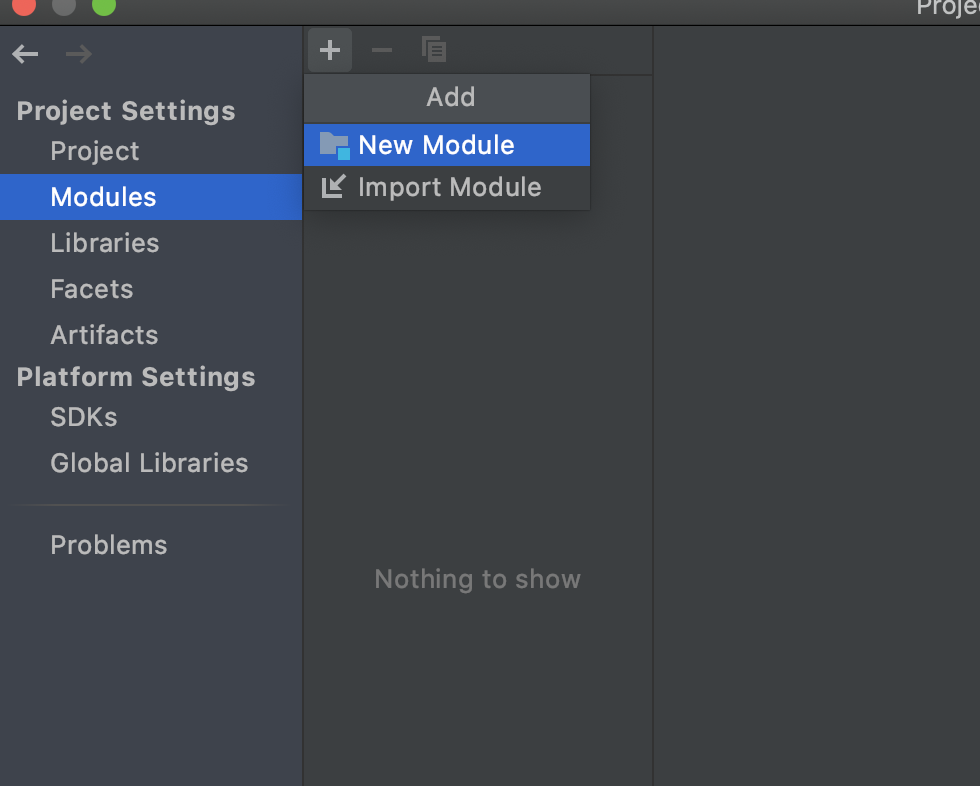 Project Settings
Project
Modules
Libraries
Facets
Artifacts
Platform Settings
SDKs
Global Libraries
Problems
Add
New Module
Import Module
Nothing to show